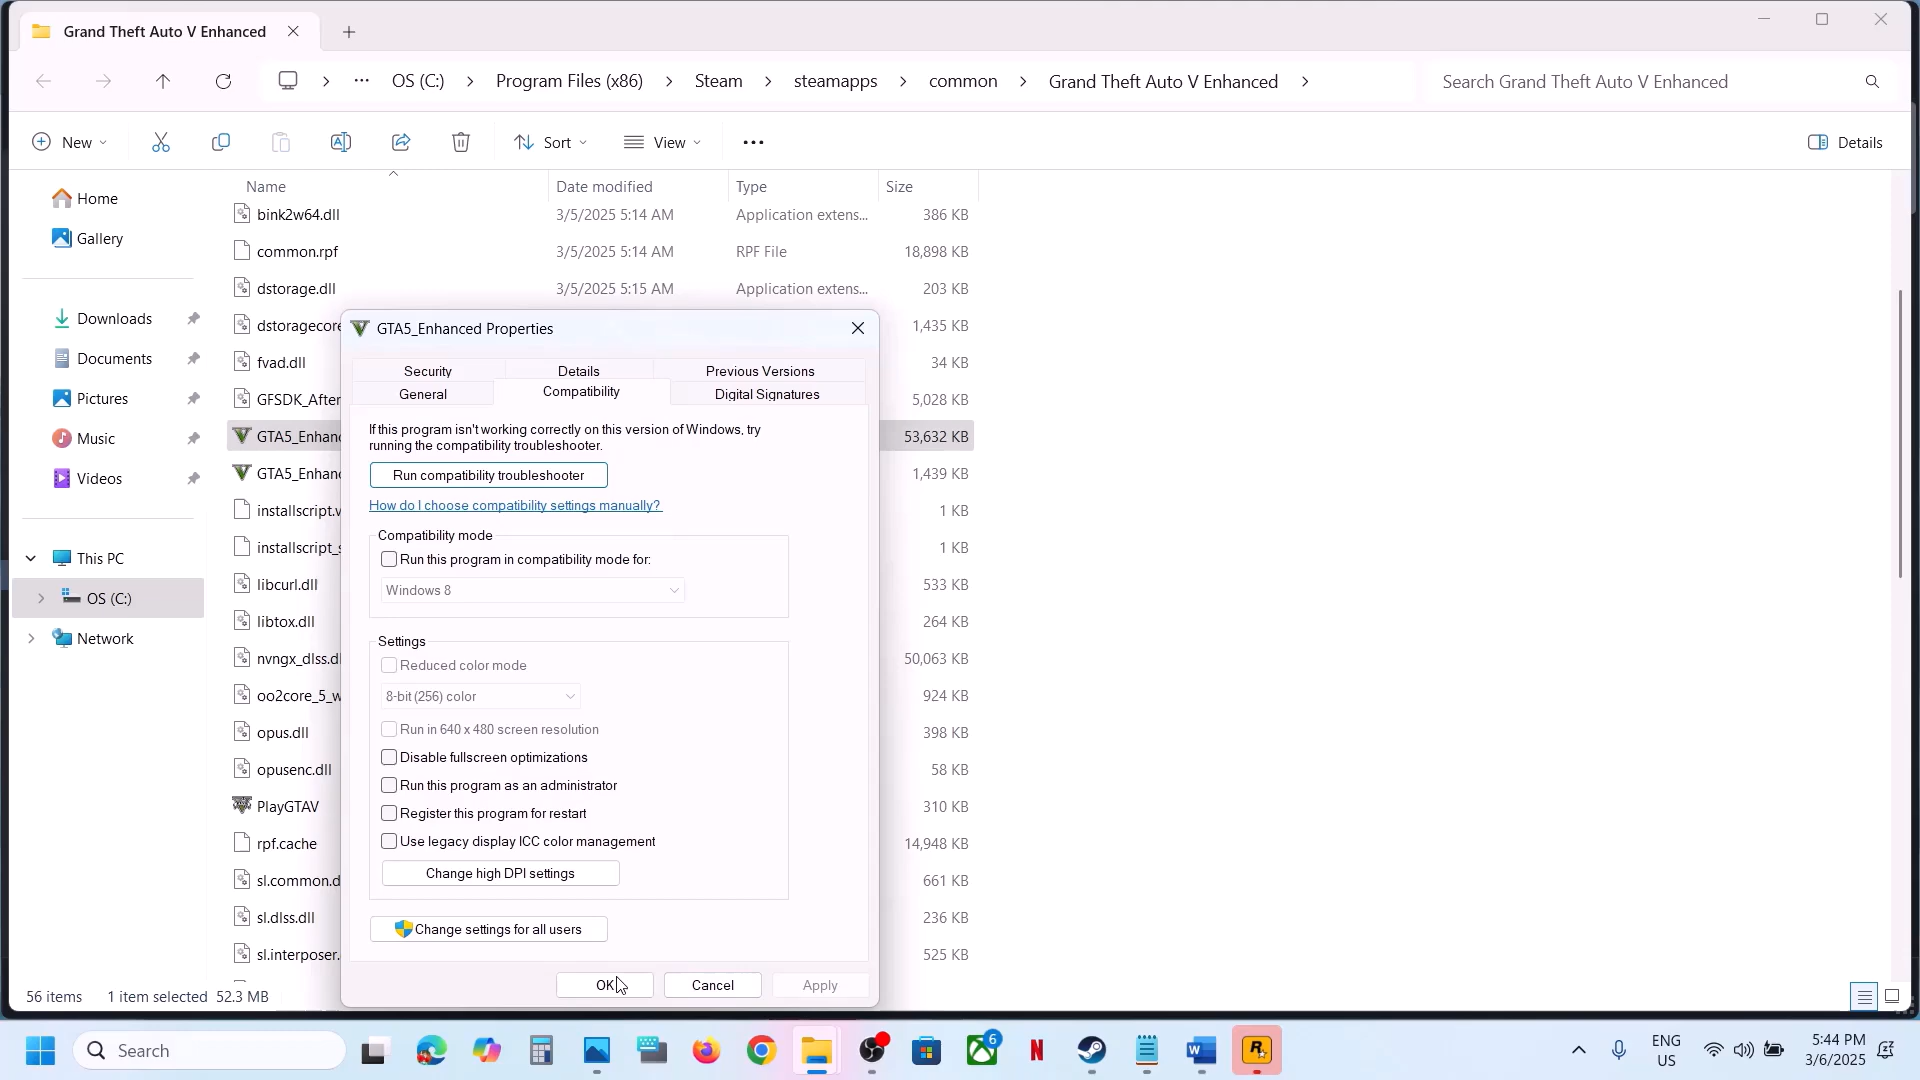 Grand Theft Auto V Enhanced
OS (C:) > Program Files (x86) > Steam > steamapps > common > Grand Theft Auto V Enhanced >
Search Grand Theft Auto V Enhanced
New
Sort
View
Details
Name
Date modified
Type
Size
Home
Gallery
Downloads
Documents
Pictures
Music
Videos
This PC
OS (C:)
Network
bink2w64.dll 3/5/2025 5:14 AM Application extens... 386 KB
common.rpf 3/5/2025 5:14 AM RPF File 18,898 KB
dstorage.dll 3/5/2025 5:15 AM Application extens... 203 KB
dstoragecore 1,435 KB
fvad.dll 34 KB
GFSDK_After 5,028 KB
GTA5_Enhanc 53,632 KB
GTA5_Enhanc 1,439 KB
installscript.v 1 KB
installscript_s 1 KB
libcurl.dll 533 KB
libtox.dll 264 KB
nvngx_dlss.dl 50,063 KB
oo2core_5_w 924 KB
opus.dll 398 KB
opusenc.dll 58 KB
PlayGTAV 310 KB
rpf.cache 14,948 KB
sl.common.d 661 KB
sl.dlss.dll 236 KB
sl.interposer. 525 KB
GTA5_Enhanced Properties
Security
Details
Previous Versions
General
Compatibility
Digital Signatures
If this program isn't working correctly on this version of Windows, try
running the compatibility troubleshooter.
Run compatibility troubleshooter
How do I choose compatibility settings manually?
Compatibility mode
Run this program in compatibility mode for:
Windows 8
Settings
Reduced color mode
8-bit (256) color
Run in 640 x 480 screen resolution
Disable fullscreen optimizations
Run this program as an administrator
Register this program for restart
Use legacy display ICC color management
Change high DPI settings
Change settings for all users
OK
Cancel
Apply
56 items 1 item selected 52.3 MB
Search
6
ENG
US
5:44 PM
3/6/2025